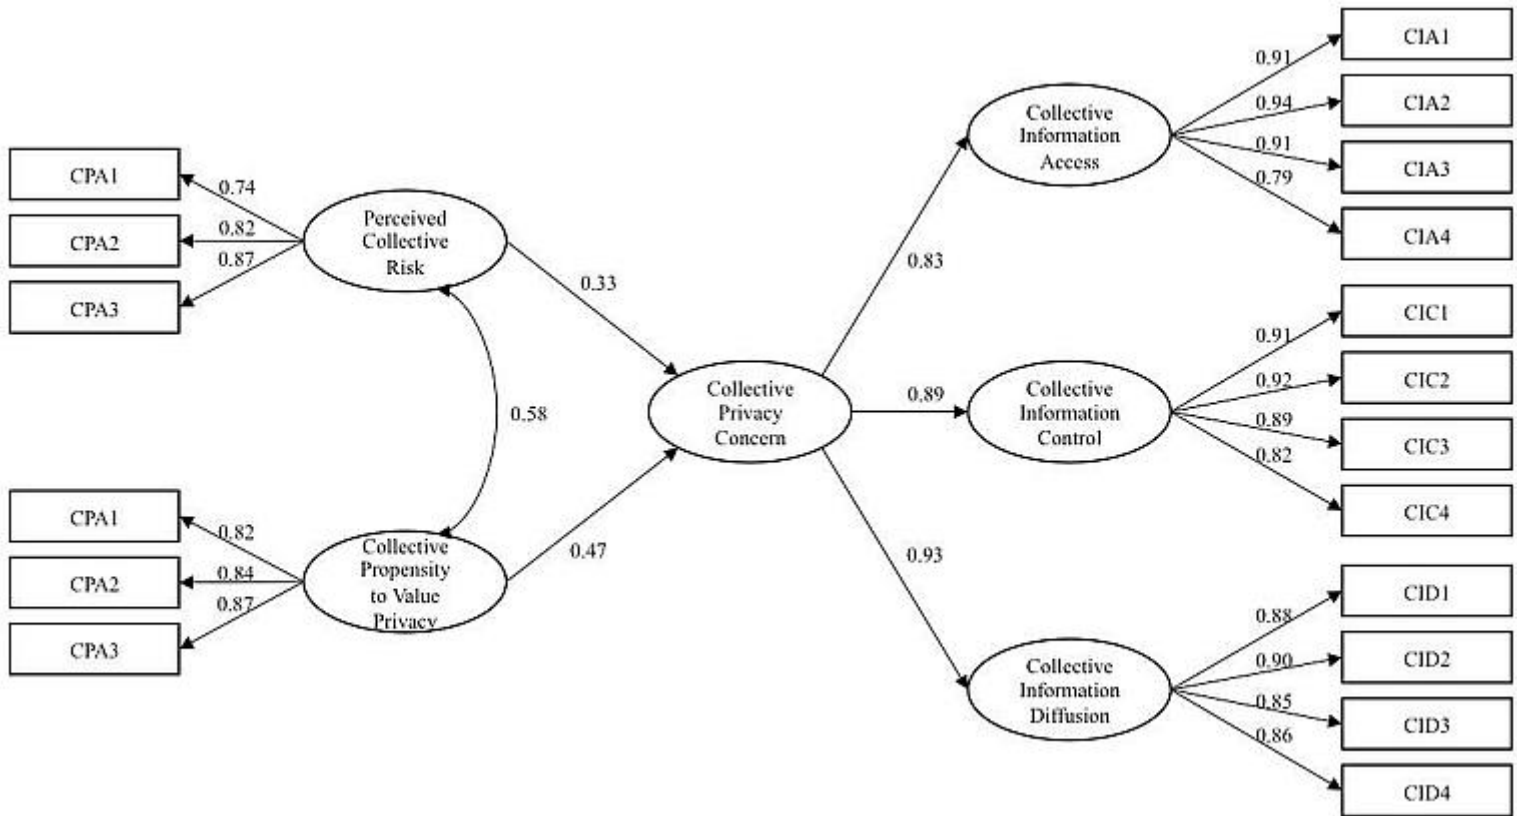 CPA1
CPA2
CPA3
0.74
0.82
0.87
Perceived
Collective
Risk
0.33
0.58
CPA1
CPA2
CPA3
0.82
0.84
0.87
Collective
Propensity
to Value
Privacy
0.47
Collective
Privacy
Concern
0.83
0.89
0.93
Collective
Information
Access
0.91
0.94
0.91
0.79
CIA1
CIA2
CIA3
CIA4
Collective
Information
Control
0.91
0.92
0.89
0.82
CIC1
CIC2
CIC3
CIC4
Collective
Information
Diffusion
0.88
0.90
0.85
0.86
CID1
CID2
CID3
CID4